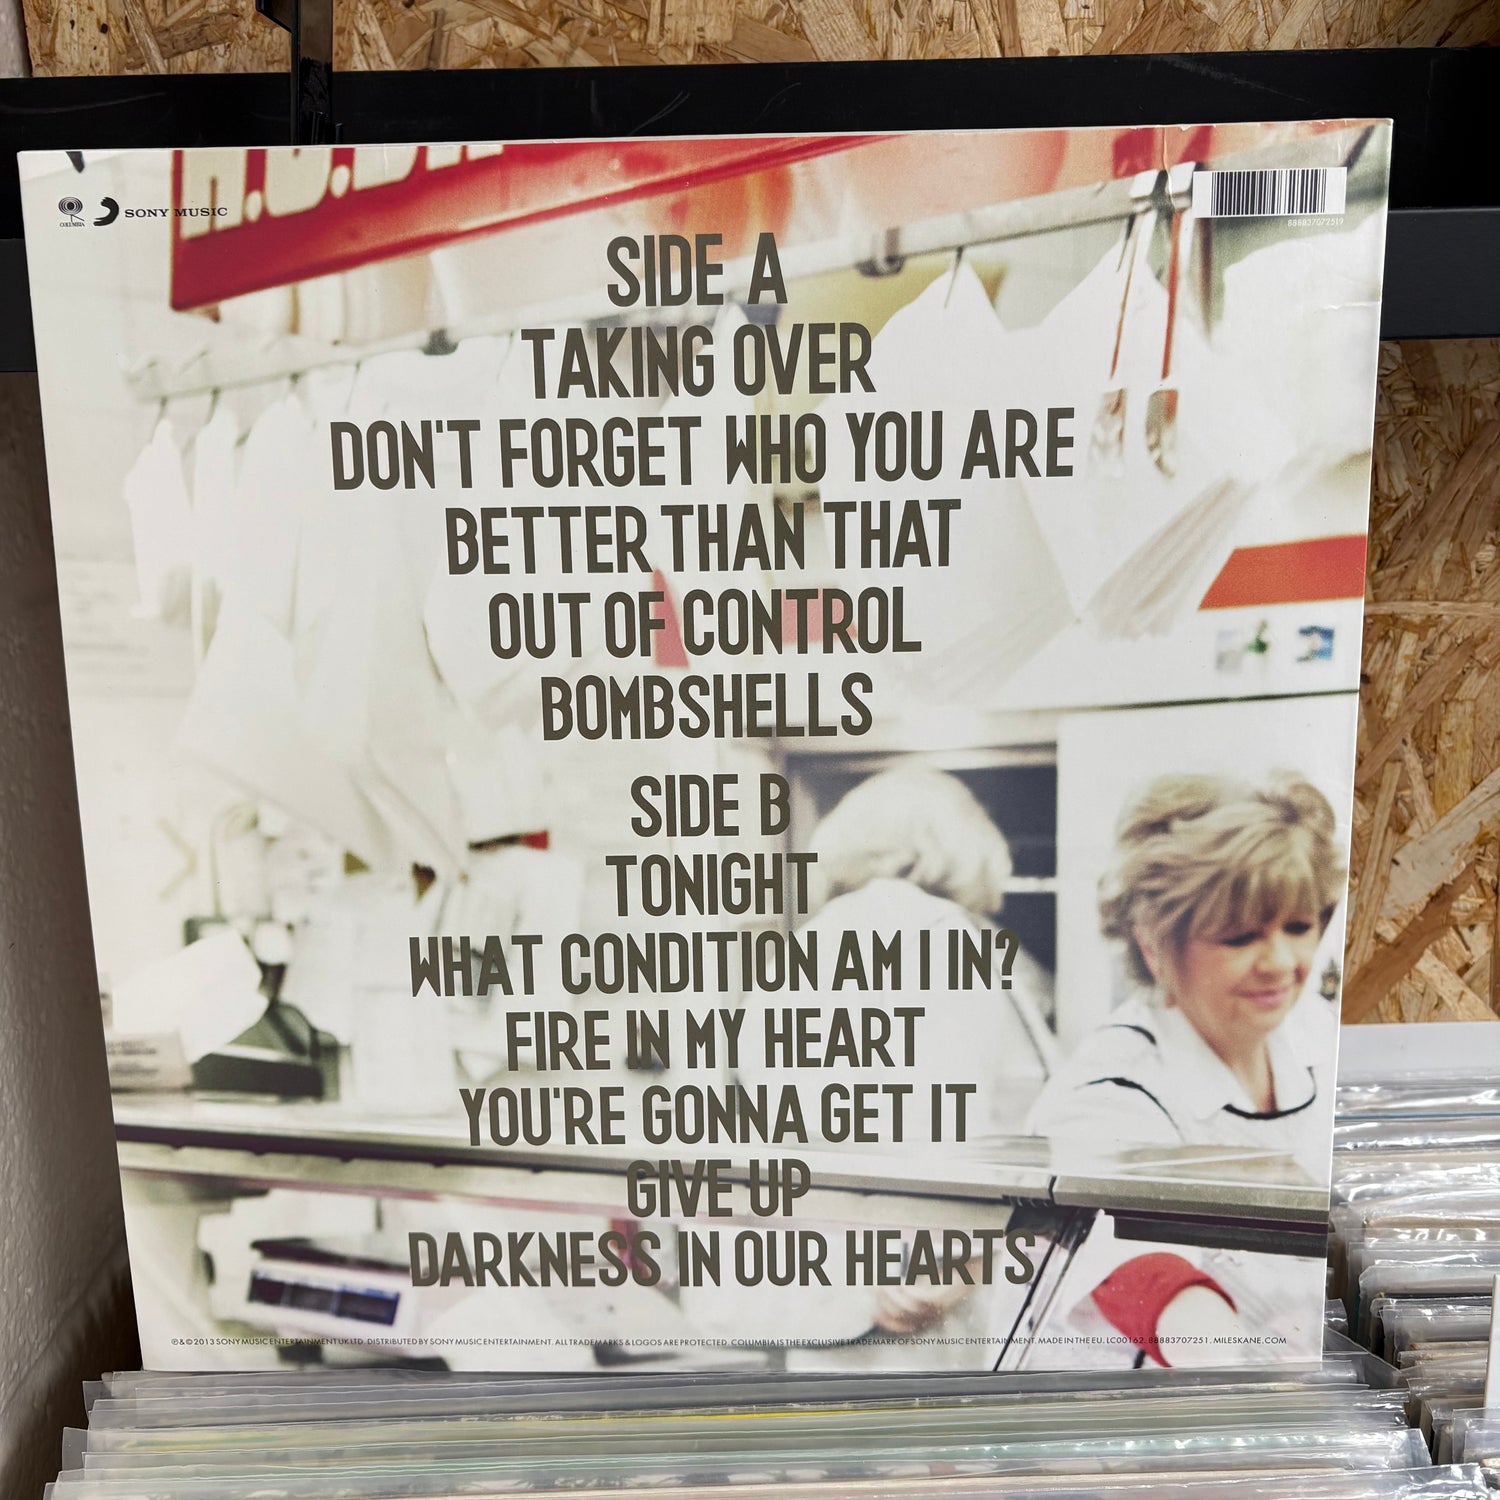 COLUMBIA
SONY MUSIC
888837072519
SIDE A
TAKING OVER
DON'T FORGET WHO YOU ARE
BETTER THAN THAT
OUT OF CONTROL
BOMBSHELLS
SIDE B
TONIGHT
WHAT CONDITION AM I IN?
FIRE IN MY HEART
YOU'RE GONNA GET IT
GIVE UP
DARKNESS IN OUR HEARTS
℗ & © 2013 SONY MUSIC ENTERTAINMENT UK LTD. DISTRIBUTED BY SONY MUSIC ENTERTAINMENT. ALL TRADEMARKS & LOGOS ARE PROTECTED. COLUMBIA IS THE EXCLUSIVE TRADEMARK OF SONY MUSIC ENTERTAINMENT. MADE IN THE EU. LC00162. 88883707251. MILESKANE.COM